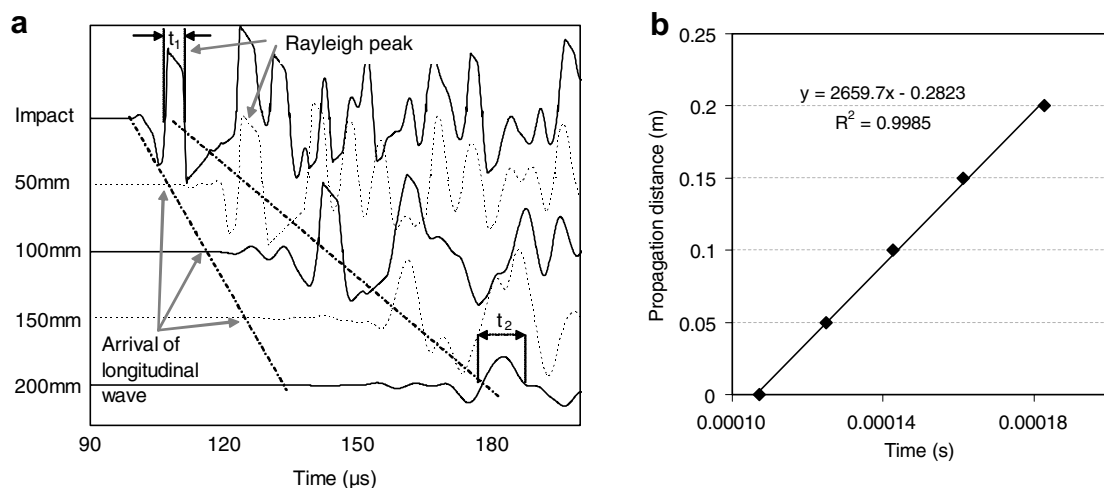 a
t₁
Rayleigh peak
Impact
50mm
100mm
150mm
200mm
Arrival of
longitudinal
wave
t₂
90
120
150
180
Time (µs)
b
0.25
0.2
0.15
0.1
0.05
0
y = 2659.7x - 0.2823
R² = 0.9985
Propagation distance (m)
0.00010
0.00014
0.00018
Time (s)